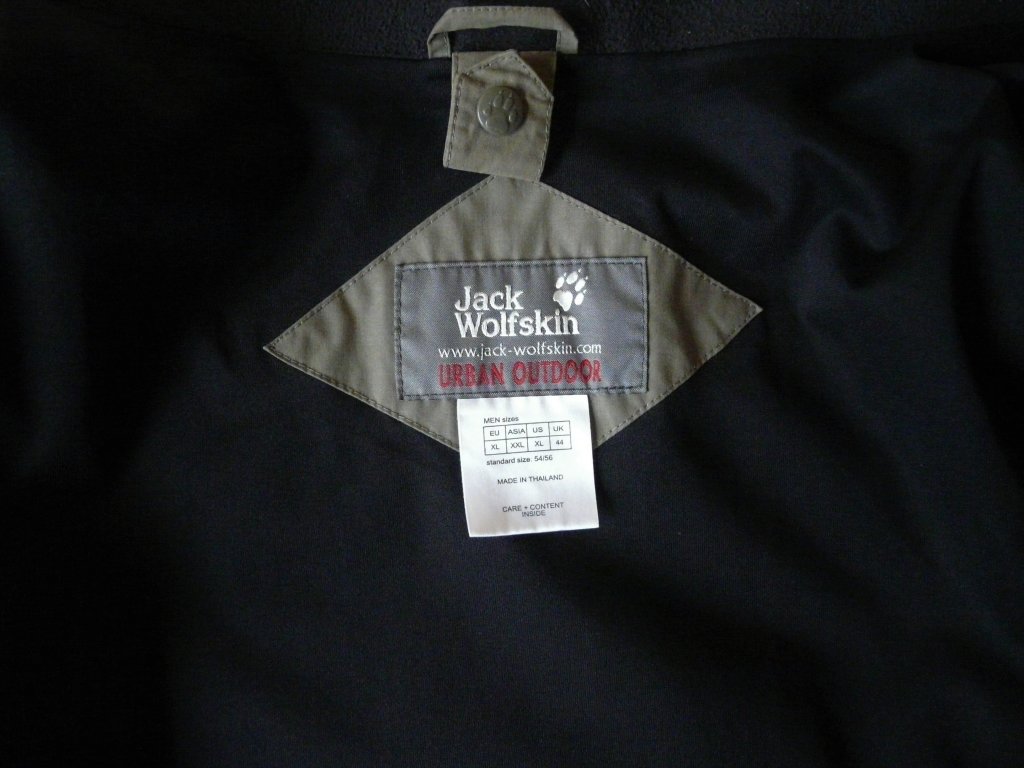 Jack
Wolfskin
www.jack-wolfskin.com
URBAN OUTDOOR
MEN sizes
EU ASIA US UK
XL XXL XL 44
standard size. 54/56
MADE IN THAILAND
CARE + CONTENT
INSIDE